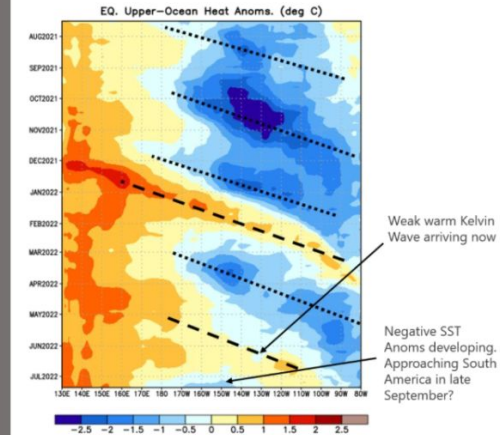 EQ. Upper-Ocean Heat Anoms. (deg C)
AUG2021
SEP2021
OCT2021
NOV2021
DEC2021
JAN2022
FEB2022
MAR2022
APR2022
MAY2022
JUN2022
JUL2022
130E 140E 150E 160E 170E 180 170W 160W 150W 140W 130W 120W 110W 100W 90W 80W
-2.5 -2 -1.5 -1 -0.5 0.5 1 1.5 2 2.5
Weak warm Kelvin
Wave arriving now
Negative SST
Anoms developing.
Approaching South
America in late
September?